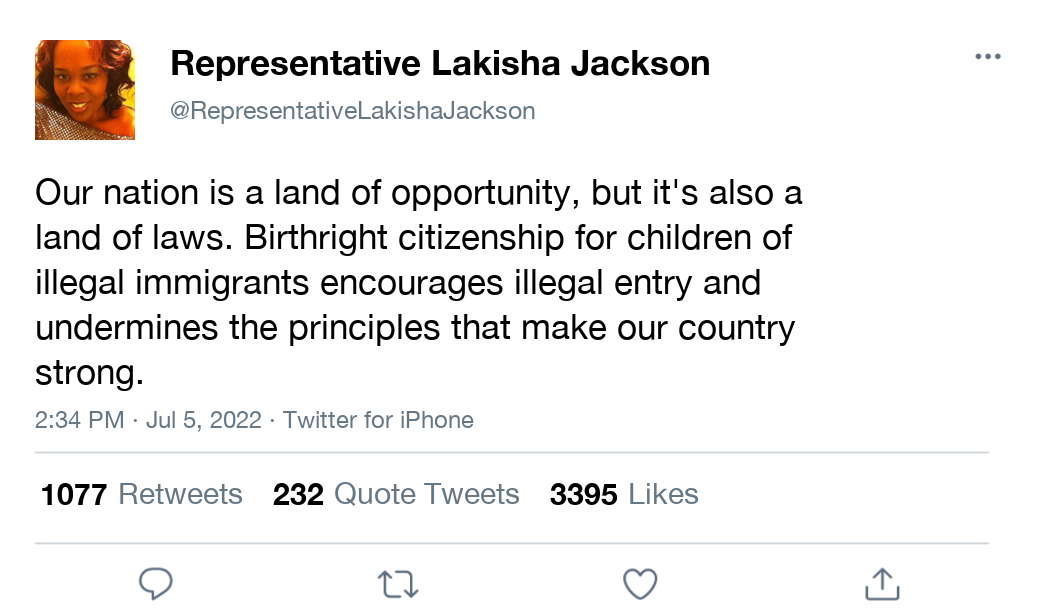 Representative Lakisha Jackson
@RepresentativeLakishaJackson
Our nation is a land of opportunity, but it's also a
land of laws. Birthright citizenship for children of
illegal immigrants encourages illegal entry and
undermines the principles that make our country
strong.
2:34 PM · Jul 5, 2022 · Twitter for iPhone
1077 Retweets 232 Quote Tweets 3395 Likes